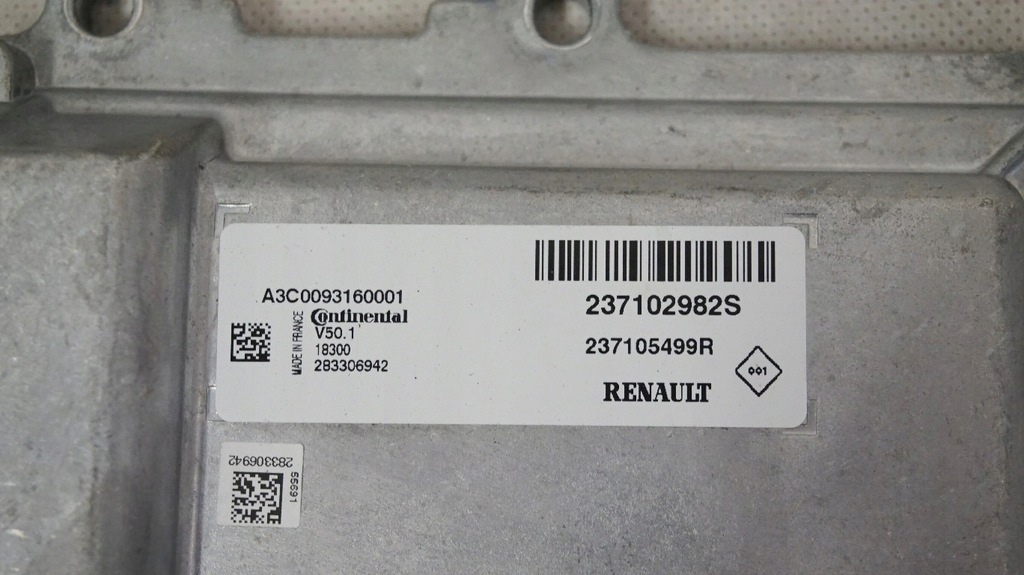 A3C0093160001
MADE IN FRANCE
Continental
V50.1
18300
283306942
237102982S
237105499R
RENAULT
001
283306942
55691